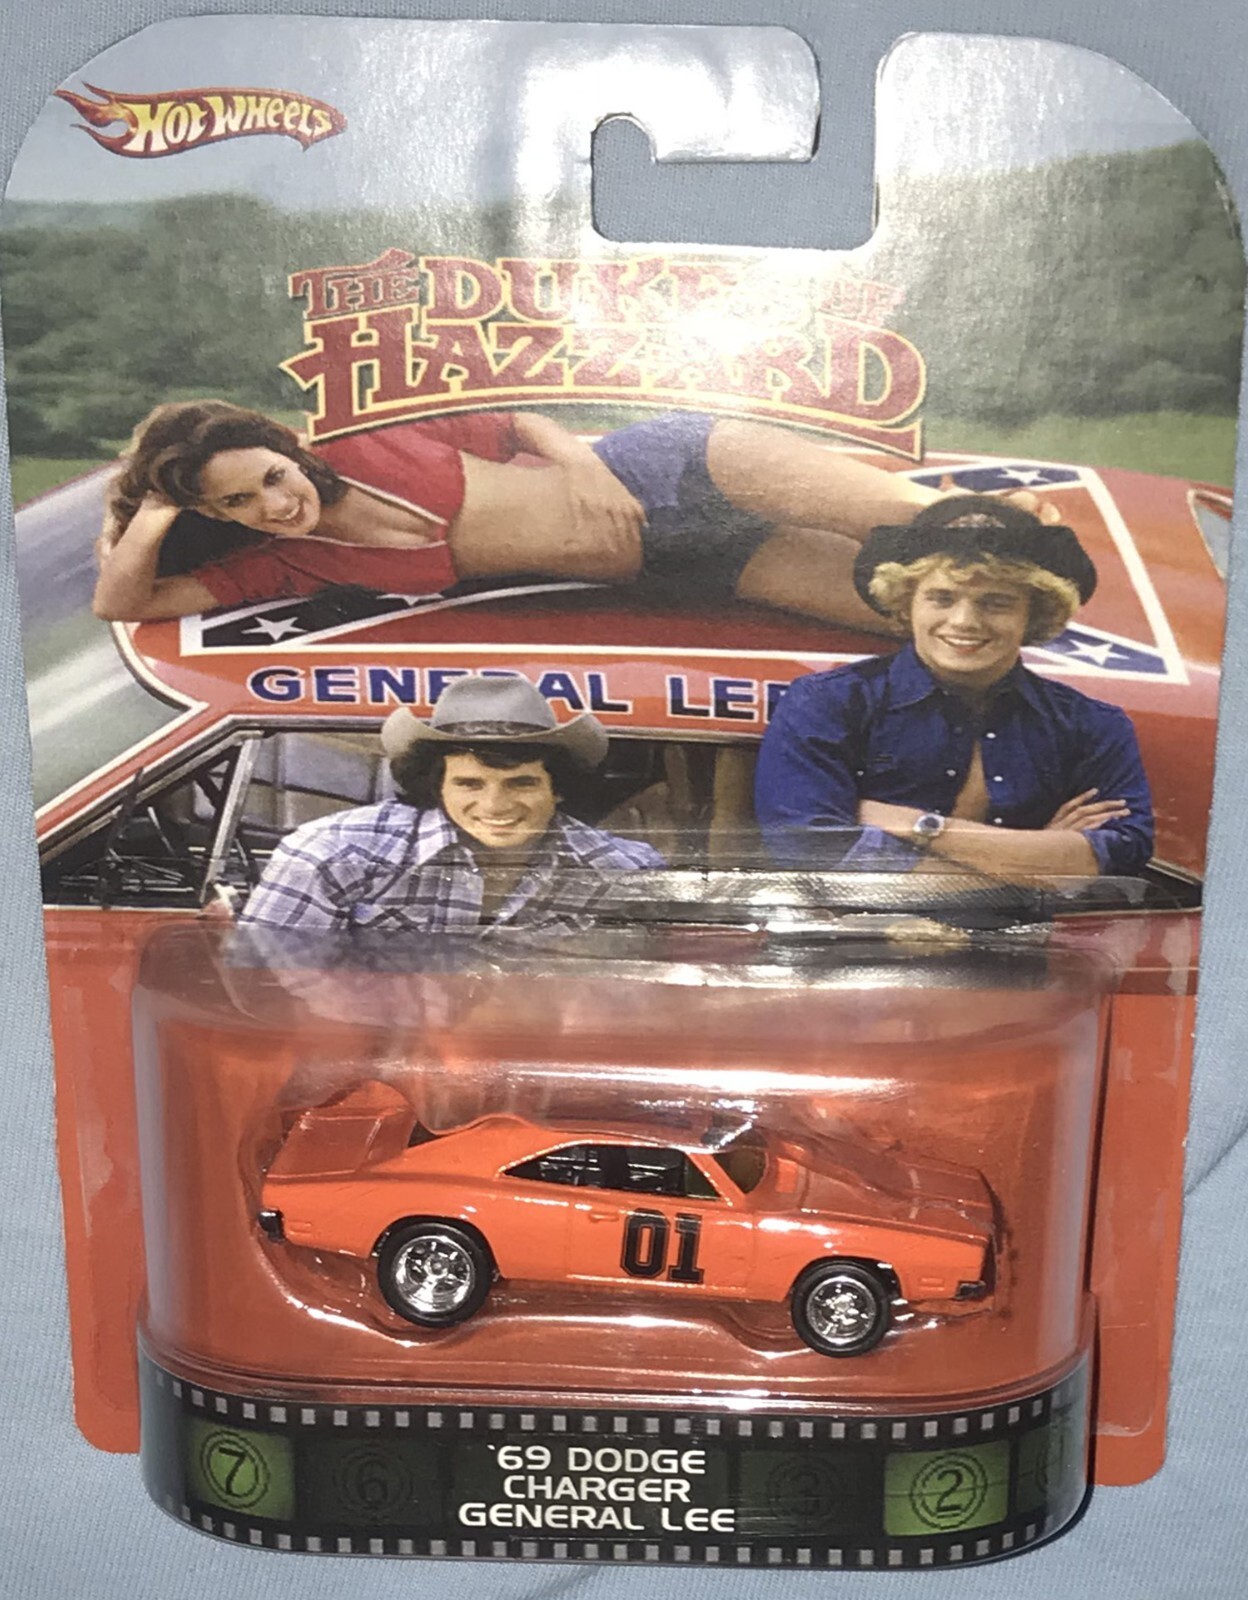 HOT WHEELS
THE DUKES OF
HAZZARD
GENERAL LEE
01
7 6 '69 DODGE 3 2
CHARGER
GENERAL LEE